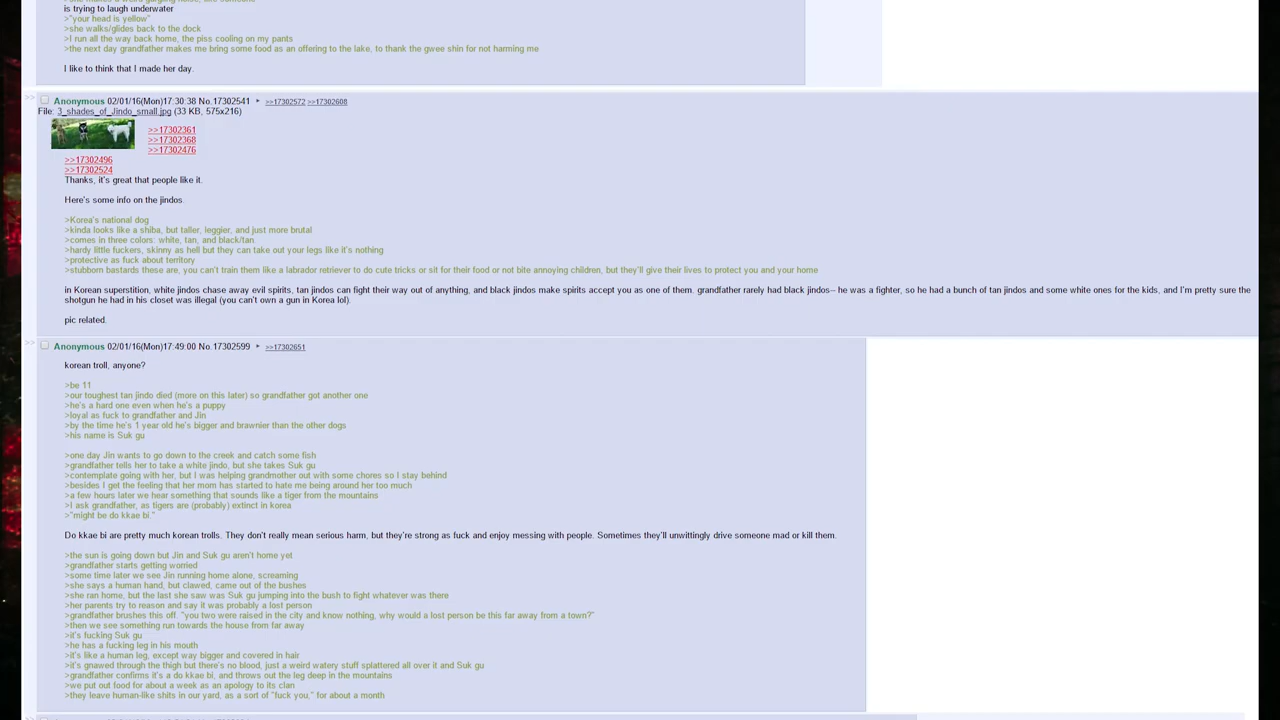 is trying to laugh underwater
>"your head is yellow"
>she walks/glides back to the dock
>I run all the way back home, the piss cooling on my pants
>the next day grandfather makes me bring some food as an offering to the lake, to thank the gwee shin for not harming me
I like to think that I made her day.
>> Anonymous 02/01/16(Mon)17:30:38 No.17302541 ► >>17302572 >>17302608
File: 3_shades_of_Jindo_small.jpg (33 KB, 575x216)
>>17302361
>>17302368
>>17302476
>>17302496
>>17302524
Thanks, it's great that people like it.
Here's some info on the jindos.
>Korea's national dog
>kinda looks like a shiba, but taller, leggier, and just more brutal
>comes in three colors: white, tan, and black/tan.
>hardy little fuckers, skinny as hell but they can take out your legs like it's nothing
>protective as fuck about territory
>stubborn bastards these are, you can't train them like a labrador retriever to do cute tricks or sit for their food or not bite annoying children, but they'll give their lives to protect you and your home
in Korean superstition, white jindos chase away evil spirits, tan jindos can fight their way out of anything, and black jindos make spirits accept you as one of them. grandfather rarely had black jindos-- he was a fighter, so he had a bunch of tan jindos and some white ones for the kids, and I'm pretty sure the
shotgun he had in his closet was illegal (you can't own a gun in Korea lol).
pic related.
>> Anonymous 02/01/16(Mon)17:49:00 No.17302599 ► >>17302651
korean troll, anyone?
>be 11
>our toughest tan jindo died (more on this later) so grandfather got another one
>he's a hard one even when he's a puppy
>loyal as fuck to grandfather and Jin
>by the time he's 1 year old he's bigger and brawnier than the other dogs
>his name is Suk gu
>one day Jin wants to go down to the creek and catch some fish
>grandfather tells her to take a white jindo, but she takes Suk gu
>contemplate going with her, but I was helping grandmother out with some chores so I stay behind
>besides I get the feeling that her mom has started to hate me being around her too much
>a few hours later we hear something that sounds like a tiger from the mountains
>I ask grandfather, as tigers are (probably) extinct in korea
>"might be do kkae bi."
Do kkae bi are pretty much korean trolls. They don't really mean serious harm, but they're strong as fuck and enjoy messing with people. Sometimes they'll unwittingly drive someone mad or kill them.
>the sun is going down but Jin and Suk gu aren't home yet
>grandfather starts getting worried
>some time later we see Jin running home alone, screaming
>she says a human hand, but clawed, came out of the bushes
>she ran home, but the last she saw was Suk gu jumping into the bush to fight whatever was there
>her parents try to reason and say it was probably a lost person
>grandfather brushes this off. "you two were raised in the city and know nothing, why would a lost person be this far away from a town?"
>then we see something run towards the house from far away
>it's fucking Suk gu
>he has a fucking leg in his mouth
>it's like a human leg, except way bigger and covered in hair
>it's gnawed through the thigh but there's no blood, just a weird watery stuff splattered all over it and Suk gu
>grandfather confirms it's a do kkae bi, and throws out the leg deep in the mountains
>we put out food for about a week as an apology to its clan
>they leave human-like shits in our yard, as a sort of "fuck you," for about a month